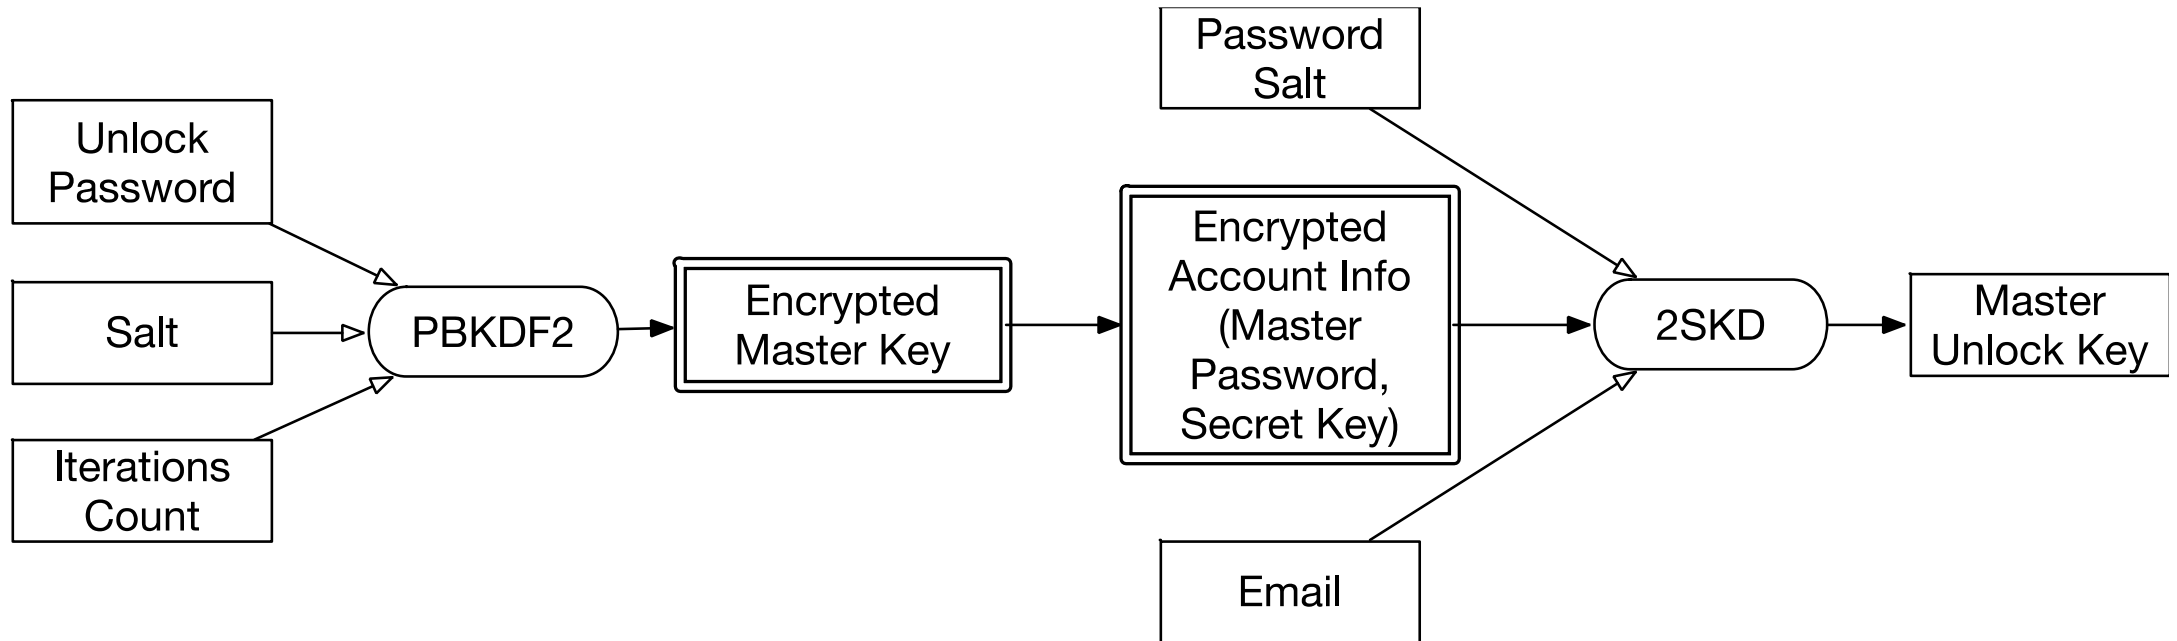 Unlock
Password
Salt
Iterations
Count
PBKDF2
Encrypted
Master Key
Password
Salt
Encrypted
Account Info
(Master
Password,
Secret Key)
Email
2SKD
Master
Unlock Key